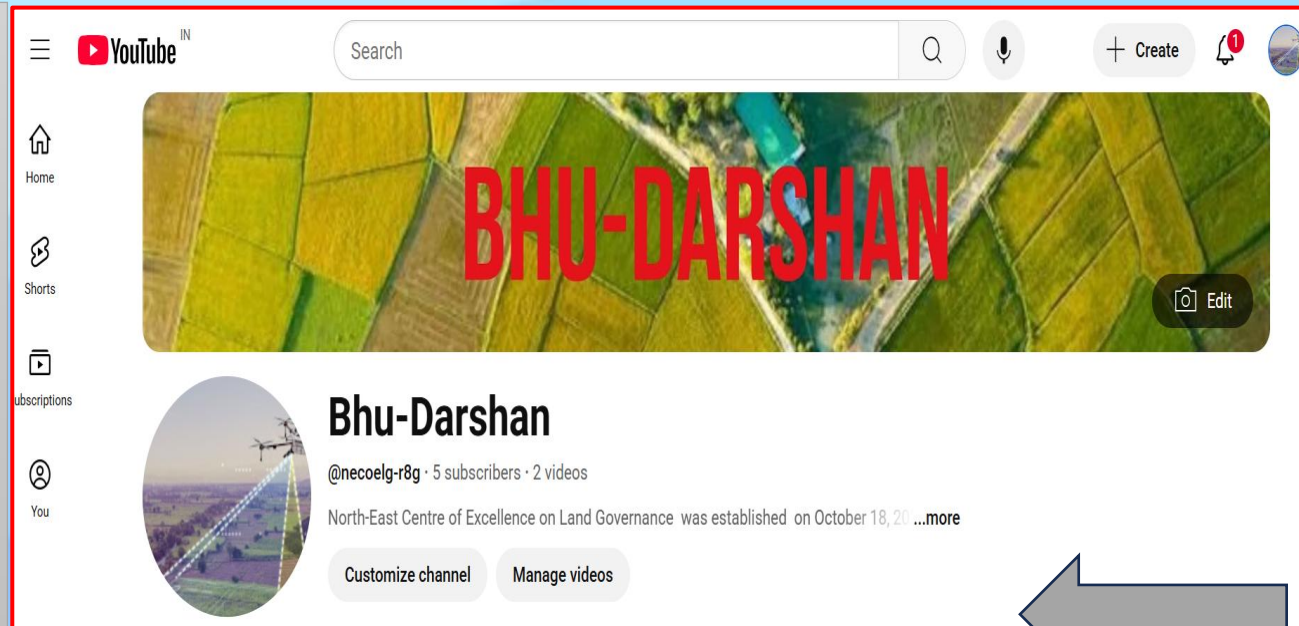 YouTube IN
Search
Create
1
Home
Shorts
ubscriptions
You
BHU-DARSHAN
Edit
Bhu-Darshan
@necoelg-r8g · 5 subscribers · 2 videos
North-East Centre of Excellence on Land Governance was established on October 18, 20 ...more
Customize channel
Manage videos